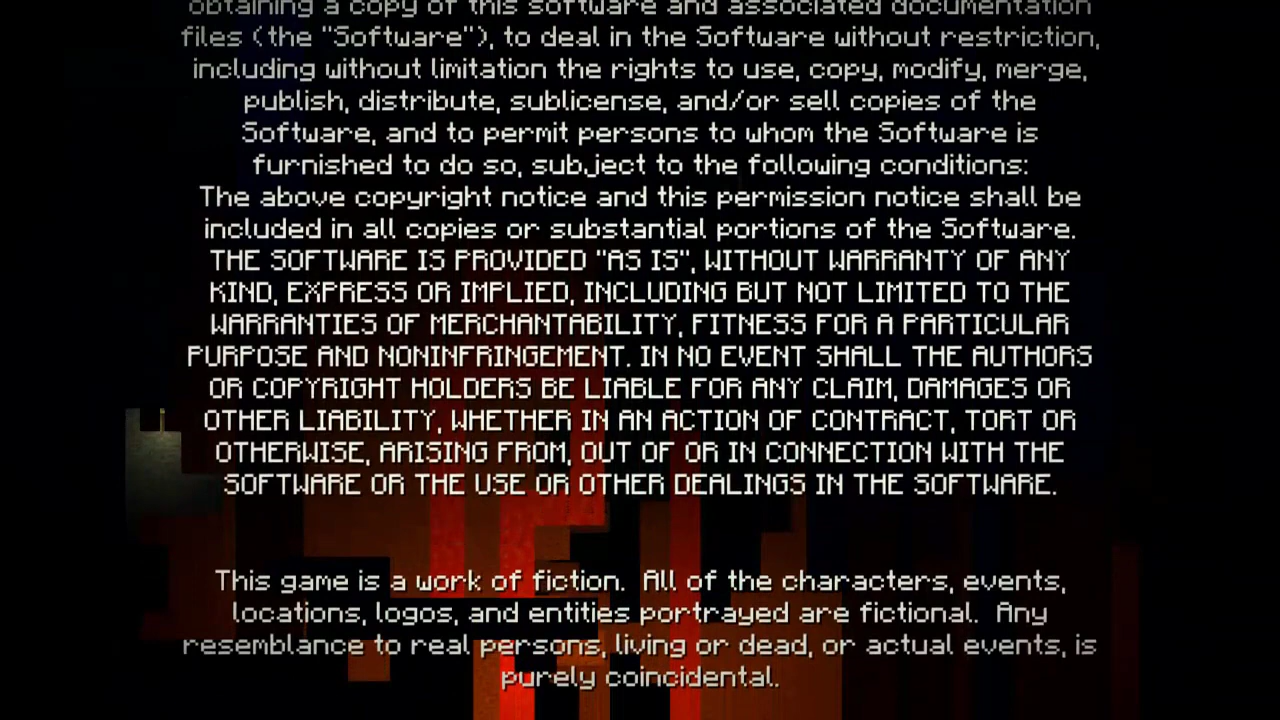 obtaining a copy of this software and associated documentation
files (the "Software"), to deal in the Software without restriction,
including without limitation the rights to use, copy, modify, merge,
publish, distribute, sublicense, and/or sell copies of the
Software, and to permit persons to whom the Software is
furnished to do so, subject to the following conditions:
The above copyright notice and this permission notice shall be
included in all copies or substantial portions of the Software.
THE SOFTWARE IS PROVIDED "AS IS", WITHOUT WARRANTY OF ANY
KIND, EXPRESS OR IMPLIED, INCLUDING BUT NOT LIMITED TO THE
WARRANTIES OF MERCHANTABILITY, FITNESS FOR A PARTICULAR
PURPOSE AND NONINFRINGEMENT. IN NO EVENT SHALL THE AUTHORS
OR COPYRIGHT HOLDERS BE LIABLE FOR ANY CLAIM, DAMAGES OR
OTHER LIABILITY, WHETHER IN AN ACTION OF CONTRACT, TORT OR
OTHERWISE, ARISING FROM, OUT OF OR IN CONNECTION WITH THE
SOFTWARE OR THE USE OR OTHER DEALINGS IN THE SOFTWARE.
This game is a work of fiction.  All of the characters, events,
locations, logos, and entities portrayed are fictional.  Any
resemblance to real persons, living or dead, or actual events, is
purely coincidental.